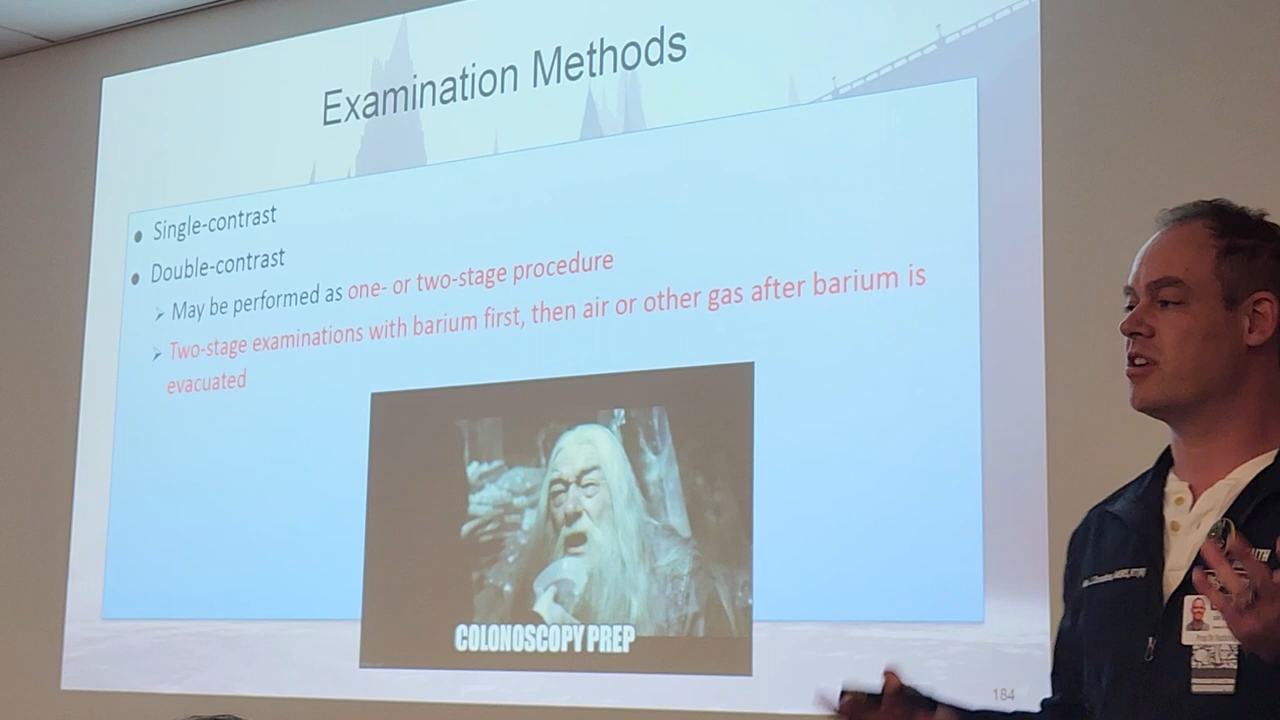 Examination Methods
Single-contrast
Double-contrast
May be performed as one- or two-stage procedure
Two-stage examinations with barium first, then air or other gas after barium is
evacuated
COLONOSCOPY PREP
184